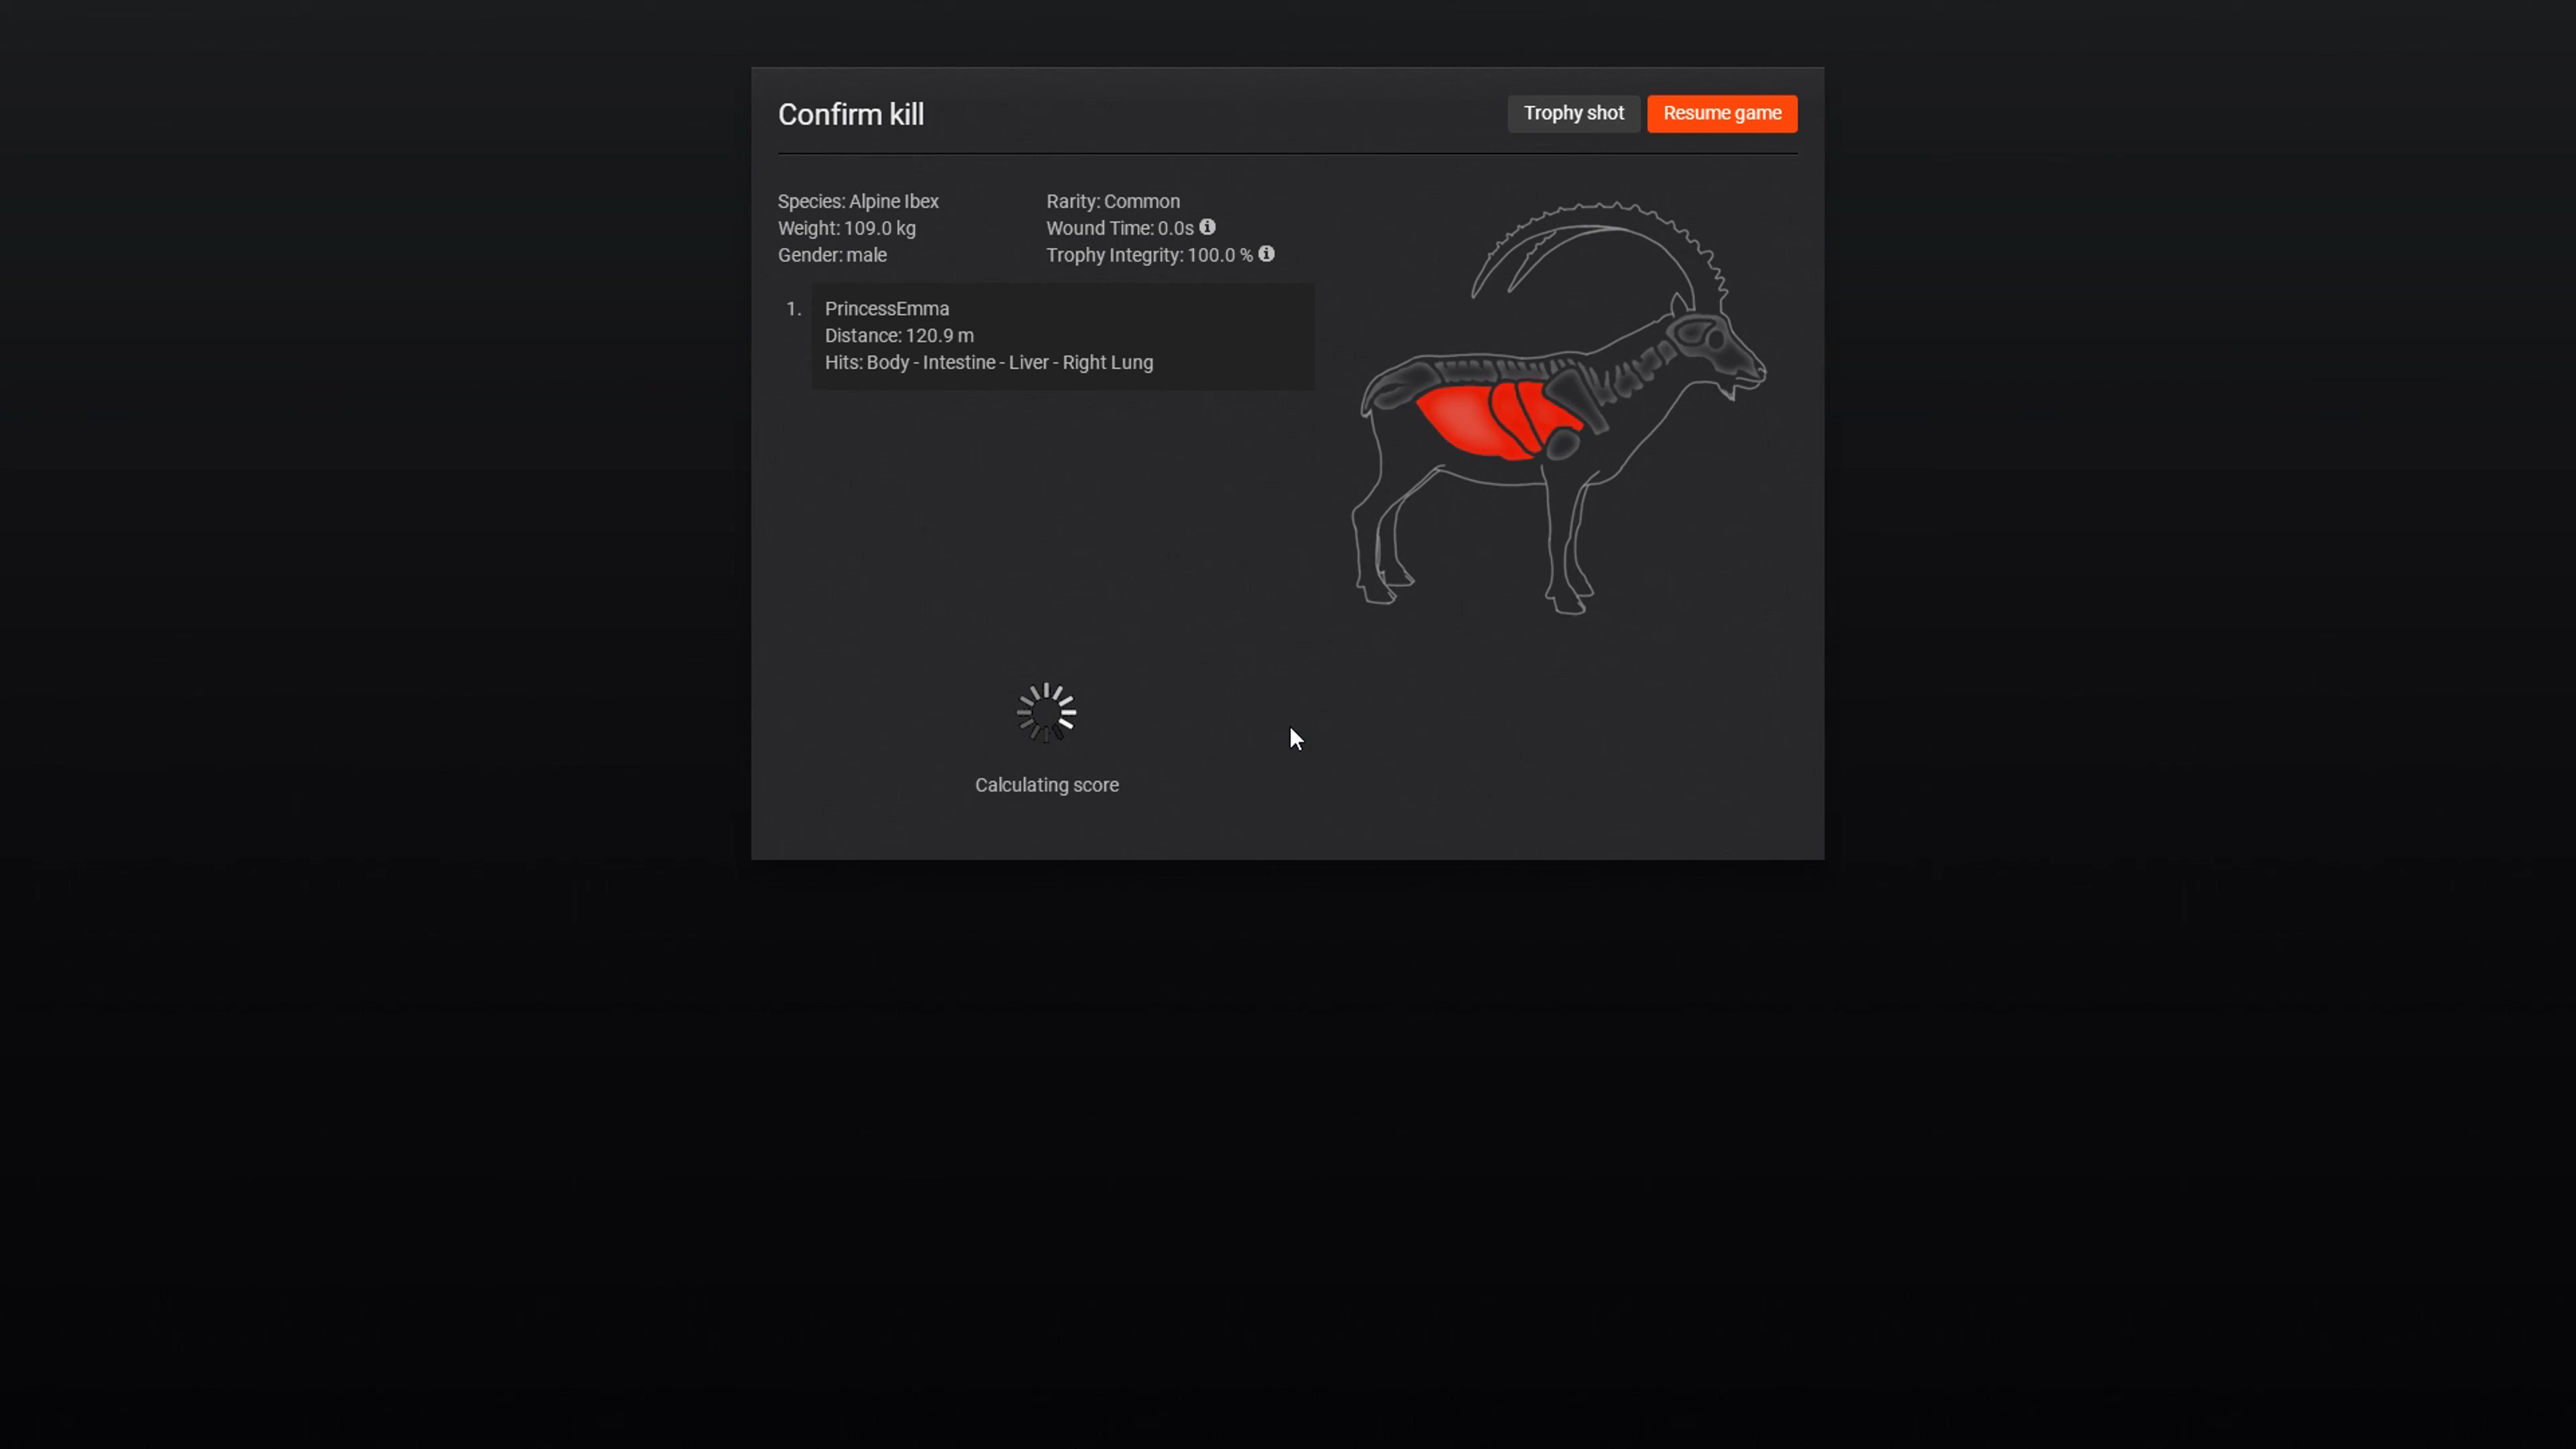 Confirm kill
Trophy shot
Resume game
Species: Alpine Ibex
Weight: 109.0 kg
Gender: male
Rarity: Common
Wound Time: 0.0s
Trophy Integrity: 100.0 %
1.
PrincessEmma
Distance: 120.9 m
Hits: Body - Intestine - Liver - Right Lung
Calculating score